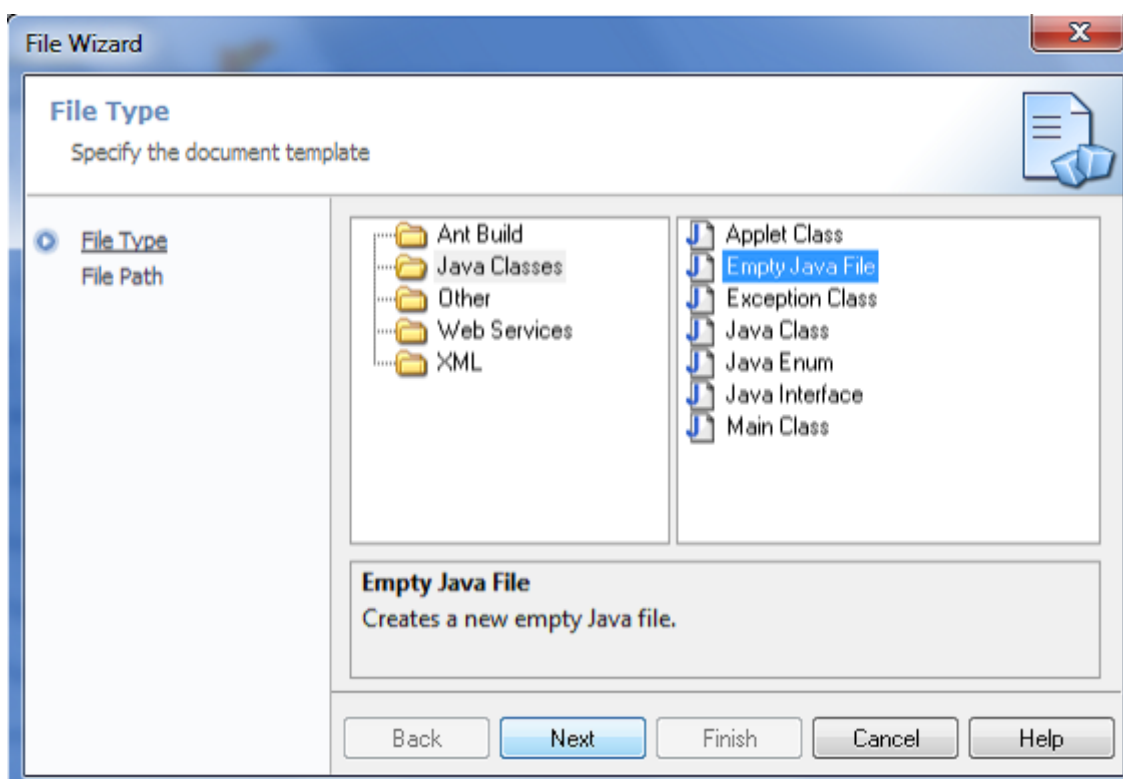 File Wizard
File Type
Specify the document template
File Type
File Path
Ant Build
Java Classes
Other
Web Services
XML
Applet Class
Empty Java File
Exception Class
Java Class
Java Enum
Java Interface
Main Class
Empty Java File
Creates a new empty Java file.
Back
Next
Finish
Cancel
Help